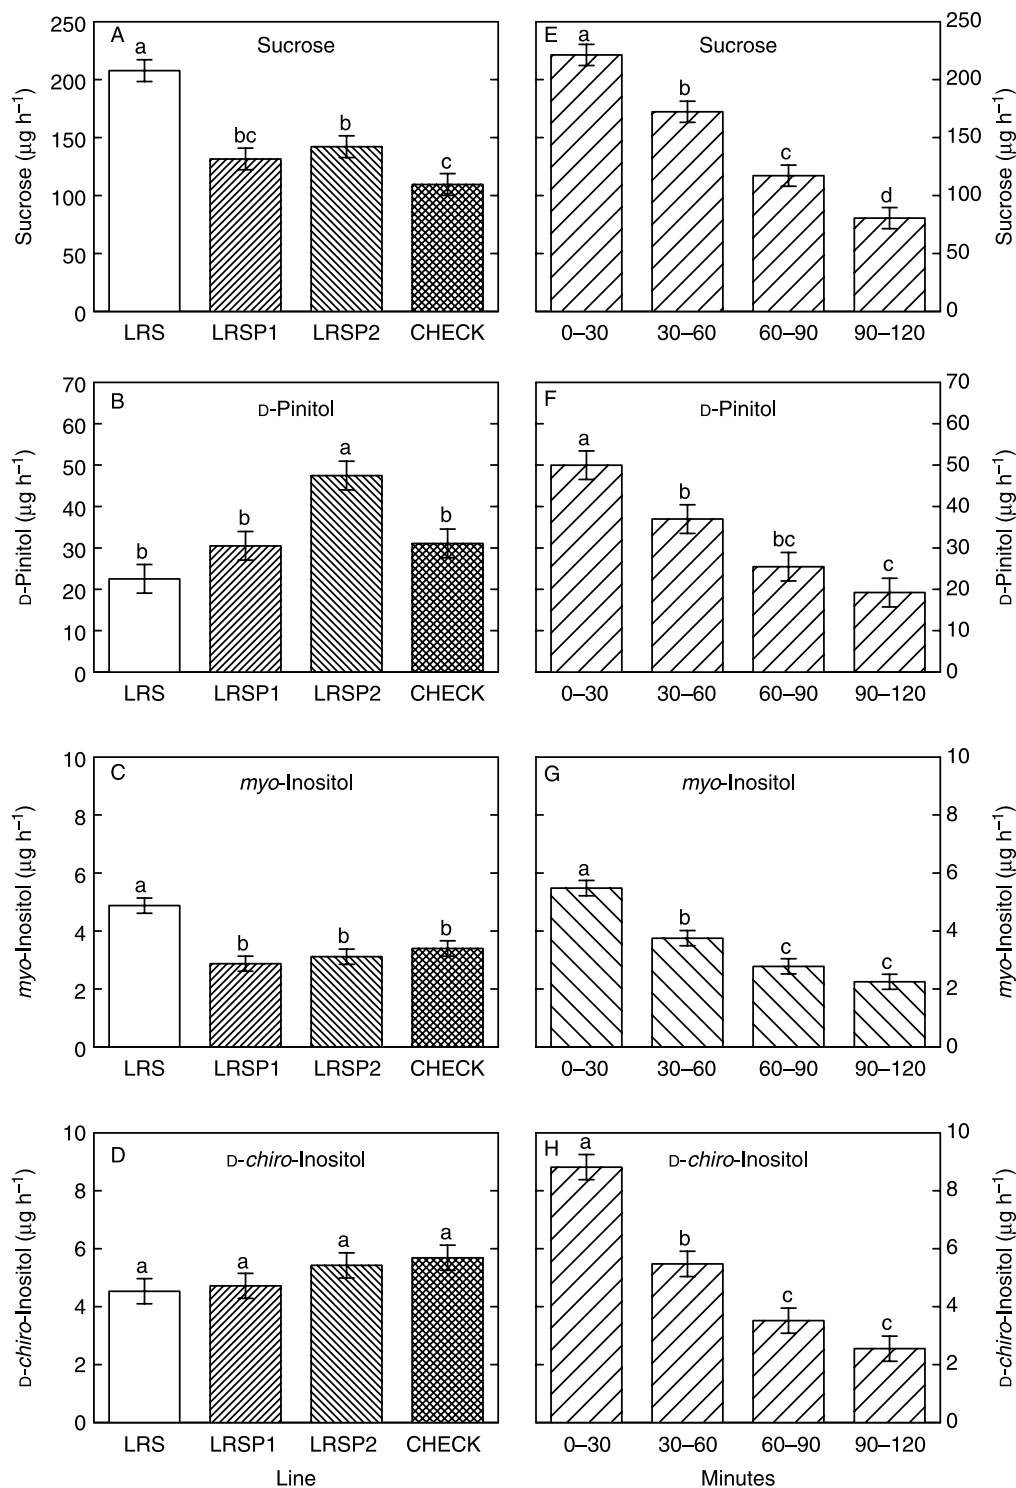 A
Sucrose
Sucrose (µg h⁻¹)
250
200
150
100
50
0
a
bc
b
c
LRS LRSP1 LRSP2 CHECK
E
Sucrose
Sucrose (µg h⁻¹)
250
200
150
100
50
0
a
b
c
d
0–30 30–60 60–90 90–120
B
D-Pinitol
D-Pinitol (µg h⁻¹)
70
60
50
40
30
20
10
0
b
b
a
b
LRS LRSP1 LRSP2 CHECK
F
D-Pinitol
D-Pinitol (µg h⁻¹)
70
60
50
40
30
20
10
0
a
b
bc
c
0–30 30–60 60–90 90–120
C
myo-Inositol
myo-Inositol (µg h⁻¹)
10
8
6
4
2
0
a
b
b
b
LRS LRSP1 LRSP2 CHECK
G
myo-Inositol
myo-Inositol (µg h⁻¹)
10
8
6
4
2
0
a
b
c
c
0–30 30–60 60–90 90–120
D
D-chiro-Inositol
D-chiro-Inositol (µg h⁻¹)
10
8
6
4
2
0
a
a
a
a
LRS LRSP1 LRSP2 CHECK
Line
H
D-chiro-Inositol
D-chiro-Inositol (µg h⁻¹)
10
8
6
4
2
0
a
b
c
c
0–30 30–60 60–90 90–120
Minutes